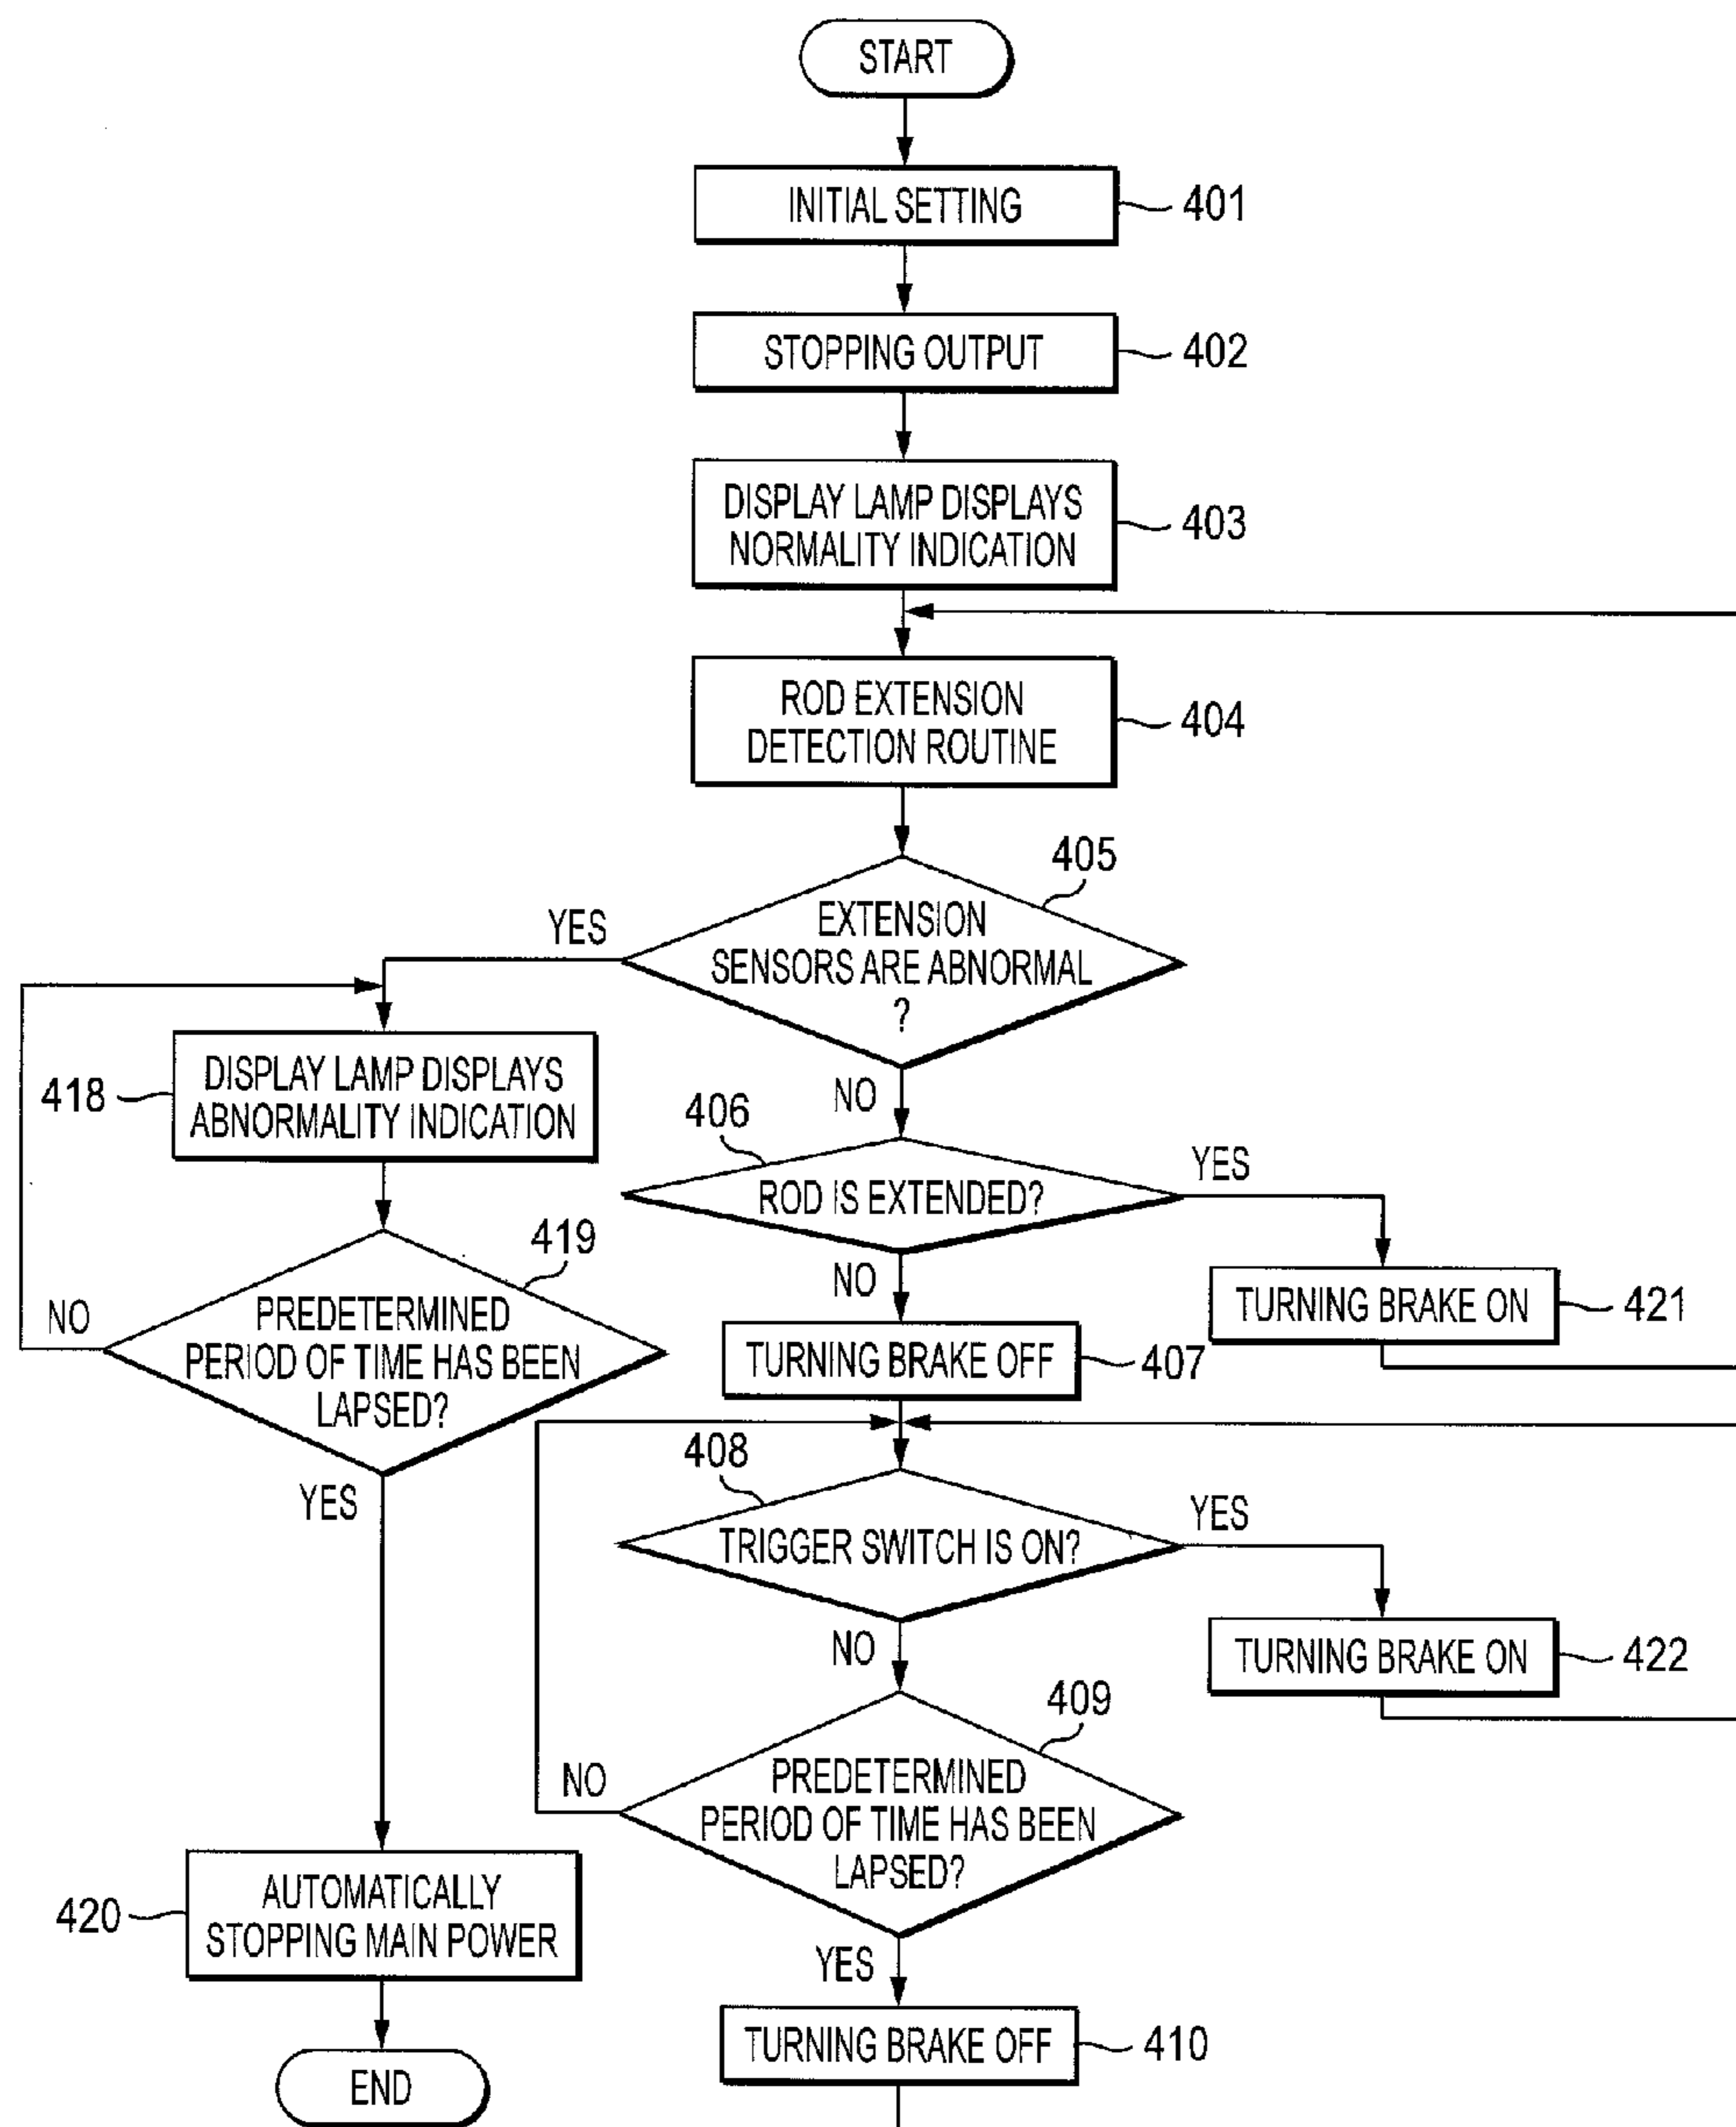 START
INITIAL SETTING
401
STOPPING OUTPUT
402
DISPLAY LAMP DISPLAYS
NORMALITY INDICATION
403
ROD EXTENSION
DETECTION ROUTINE
404
405
EXTENSION
SENSORS ARE ABNORMAL
?
YES
NO
418
DISPLAY LAMP DISPLAYS
ABNORMALITY INDICATION
406
ROD IS EXTENDED?
YES
NO
419
PREDETERMINED
PERIOD OF TIME HAS BEEN
LAPSED?
NO
YES
TURNING BRAKE ON
421
TURNING BRAKE OFF
407
408
TRIGGER SWITCH IS ON?
YES
NO
TURNING BRAKE ON
422
409
PREDETERMINED
PERIOD OF TIME HAS BEEN
LAPSED?
NO
YES
420
AUTOMATICALLY
STOPPING MAIN POWER
TURNING BRAKE OFF
410
END